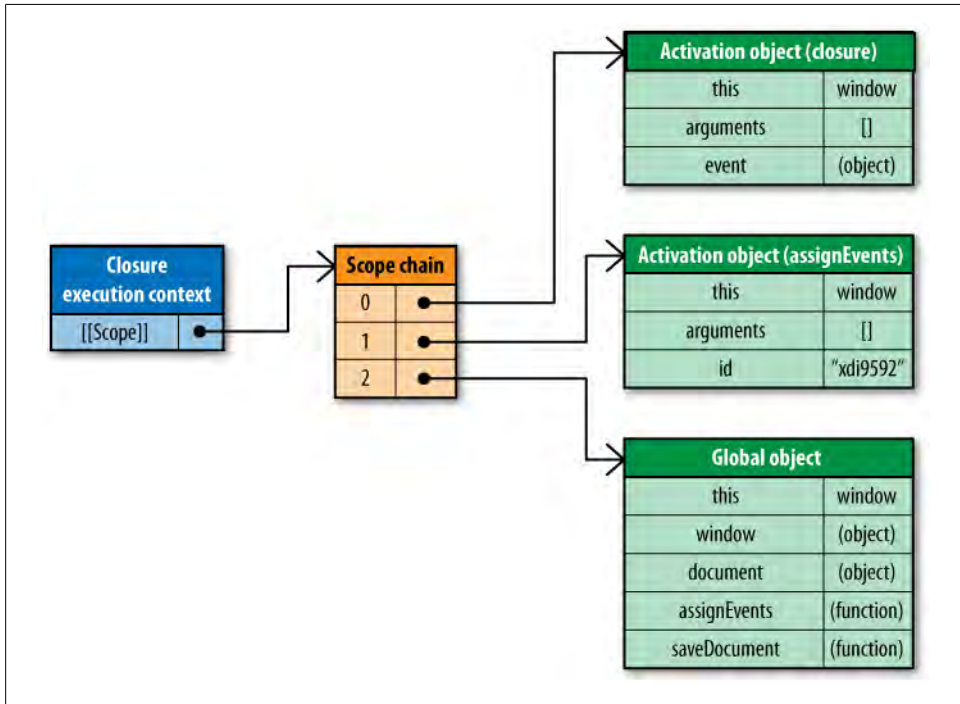 Closure
execution context
[[Scope]]
Scope chain
0
1
2
Activation object (closure)
this window
arguments []
event (object)
Activation object (assignEvents)
this window
arguments []
id "xdi9592"
Global object
this window
window (object)
document (object)
assignEvents (function)
saveDocument (function)